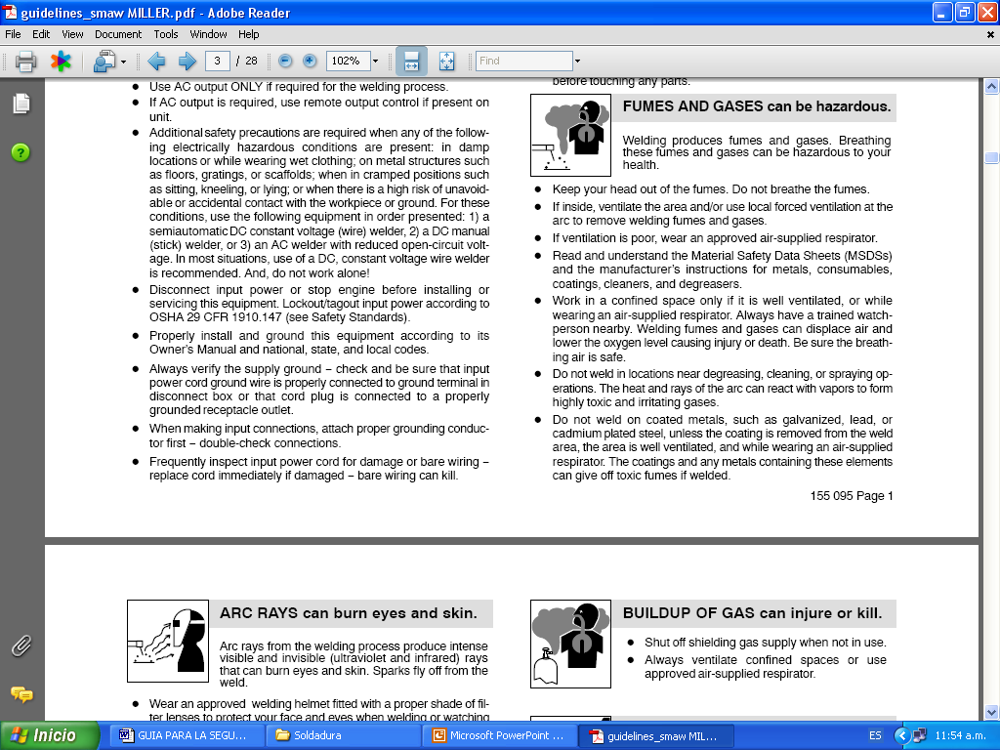 guidelines_smaw MILLER.pdf - Adobe Reader
File Edit View Document Tools Window Help
3 / 28 102% Find
● Use AC output ONLY if required for the welding process.
● If AC output is required, use remote output control if present on
unit.
● Additional safety precautions are required when any of the follow-
ing electrically hazardous conditions are present: in damp
locations or while wearing wet clothing; on metal structures such
as floors, gratings, or scaffolds; when in cramped positions such
as sitting, kneeling, or lying; or when there is a high risk of unavoid-
able or accidental contact with the workpiece or ground. For these
conditions, use the following equipment in order presented: 1) a
semiautomatic DC constant voltage (wire) welder, 2) a DC manual
(stick) welder, or 3) an AC welder with reduced open-circuit volt-
age. In most situations, use of a DC, constant voltage wire welder
is recommended. And, do not work alone!
● Disconnect input power or stop engine before installing or
servicing this equipment. Lockout/tagout input power according to
OSHA 29 CFR 1910.147 (see Safety Standards).
● Properly install and ground this equipment according to its
Owner's Manual and national, state, and local codes.
● Always verify the supply ground – check and be sure that input
power cord ground wire is properly connected to ground terminal in
disconnect box or that cord plug is connected to a properly
grounded receptacle outlet.
● When making input connections, attach proper grounding conduc-
tor first – double-check connections.
● Frequently inspect input power cord for damage or bare wiring –
replace cord immediately if damaged – bare wiring can kill.
before touching any parts.
FUMES AND GASES can be hazardous.
Welding produces fumes and gases. Breathing
these fumes and gases can be hazardous to your
health.
● Keep your head out of the fumes. Do not breathe the fumes.
● If inside, ventilate the area and/or use local forced ventilation at the
arc to remove welding fumes and gases.
● If ventilation is poor, wear an approved air-supplied respirator.
● Read and understand the Material Safety Data Sheets (MSDSs)
and the manufacturer's instructions for metals, consumables,
coatings, cleaners, and degreasers.
● Work in a confined space only if it is well ventilated, or while
wearing an air-supplied respirator. Always have a trained watch-
person nearby. Welding fumes and gases can displace air and
lower the oxygen level causing injury or death. Be sure the breath-
ing air is safe.
● Do not weld in locations near degreasing, cleaning, or spraying op-
erations. The heat and rays of the arc can react with vapors to form
highly toxic and irritating gases.
● Do not weld on coated metals, such as galvanized, lead, or
cadmium plated steel, unless the coating is removed from the weld
area, the area is well ventilated, and while wearing an air-supplied
respirator. The coatings and any metals containing these elements
can give off toxic fumes if welded.
155 095 Page 1
ARC RAYS can burn eyes and skin.
Arc rays from the welding process produce intense
visible and invisible (ultraviolet and infrared) rays
that can burn eyes and skin. Sparks fly off from the
weld.
● Wear an approved welding helmet fitted with a proper shade of fil-
ter lenses to protect your face and eyes when welding or watching
BUILDUP OF GAS can injure or kill.
● Shut off shielding gas supply when not in use.
● Always ventilate confined spaces or use
approved air-supplied respirator.
Inicio GUIA PARA LA SEGU... Soldadura Microsoft PowerPoint ... guidelines_smaw MIL... ES 11:54 a.m.